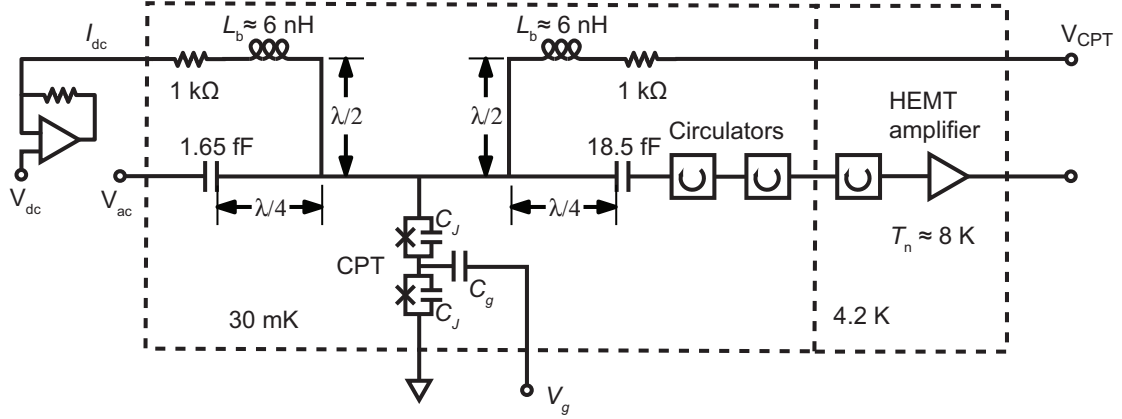 I_dc
L_b ≈ 6 nH
L_b ≈ 6 nH
V_CPT
1 kΩ
1 kΩ
λ/2
λ/2
HEMT
amplifier
1.65 fF
18.5 fF
Circulators
V_dc
V_ac
λ/4
λ/4
T_n ≈ 8 K
C_J
CPT
C_g
C_J
30 mK
4.2 K
V_g